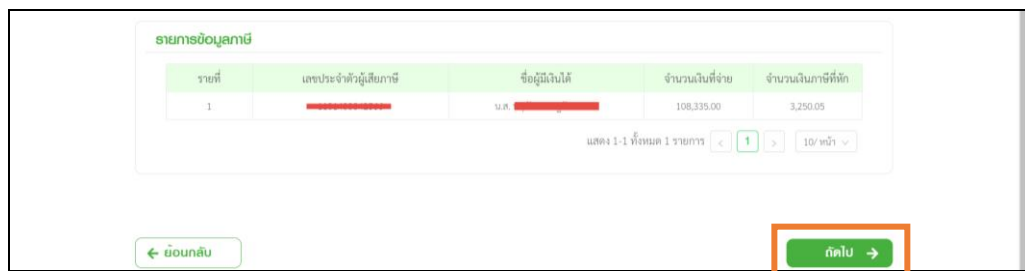 รายการข้อมูลภาษี
รายที่ เลขประจำตัวผู้เสียภาษี ชื่อผู้มีเงินได้ จำนวนเงินที่จ่าย จำนวนเงินภาษีที่หัก
1 น.ส. 108,335.00 3,250.05
แสดง 1-1 ทั้งหมด 1 รายการ < 1 > 10/ หน้า
← ย้อนกลับ ถัดไป →